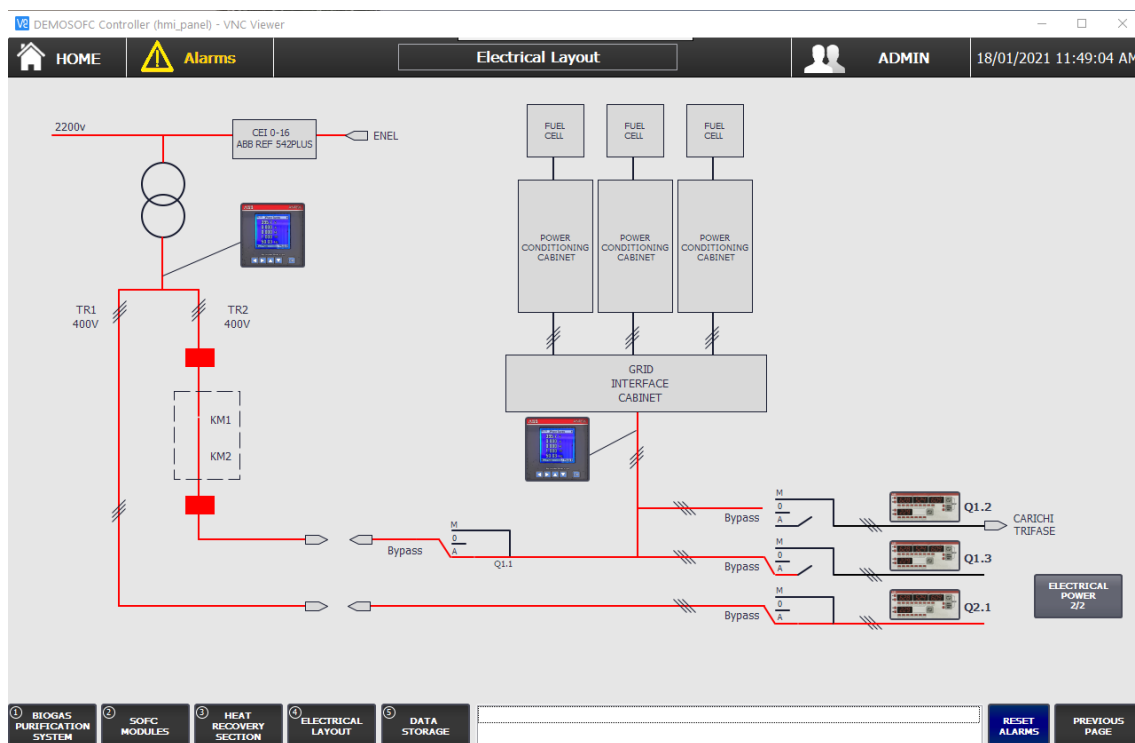 DEMOSOFC Controller (hmi_panel) - VNC Viewer
HOME
Alarms
Electrical Layout
ADMIN
18/01/2021 11:49:04 AM
2200v
CEI 0-16
ABB REF 542PLUS
ENEL
FUEL
CELL
FUEL
CELL
FUEL
CELL
POWER
CONDITIONING
CABINET
POWER
CONDITIONING
CABINET
POWER
CONDITIONING
CABINET
TR1
400V
TR2
400V
GRID
INTERFACE
CABINET
KM1
KM2
M
0
A
Bypass
Q1.2
CARICHI
TRIFASE
M
0
A
Bypass
Q1.1
M
0
A
Bypass
Q1.3
M
0
A
Bypass
Q2.1
ELECTRICAL
POWER
2/2
1 BIOGAS
PURIFICATION
SYSTEM
2 SOFC
MODULES
3 HEAT
RECOVERY
SECTION
4 ELECTRICAL
LAYOUT
5 DATA
STORAGE
RESET
ALARMS
PREVIOUS
PAGE